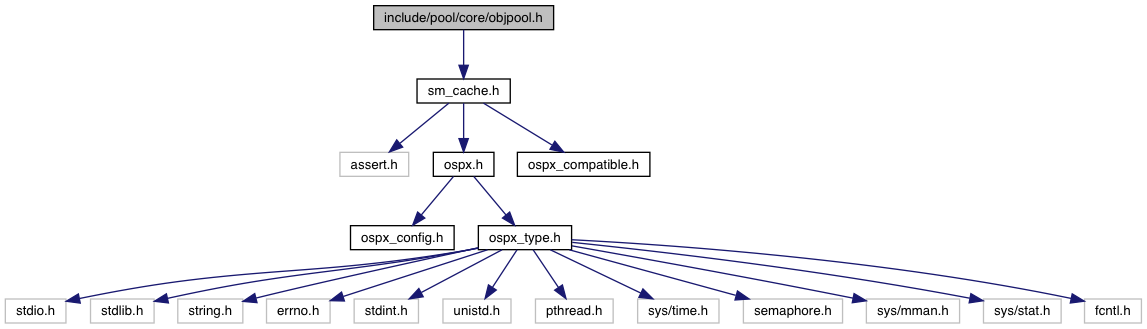 include/pool/core/objpool.h
sm_cache.h
assert.h
ospx.h
ospx_compatible.h
ospx_config.h
ospx_type.h
stdio.h
stdlib.h
string.h
errno.h
stdint.h
unistd.h
pthread.h
sys/time.h
semaphore.h
sys/mman.h
sys/stat.h
fcntl.h